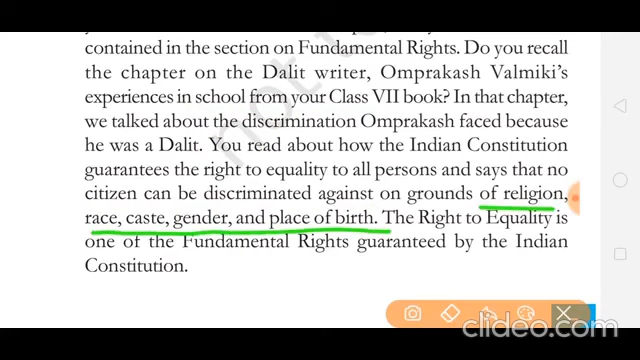 contained in the section on Fundamental Rights. Do you recall
the chapter on the Dalit writer, Omprakash Valmiki's
experiences in school from your Class VII book? In that chapter,
we talked about the discrimination Omprakash faced because
he was a Dalit. You read about how the Indian Constitution
guarantees the right to equality to all persons and says that no
citizen can be discriminated against on grounds of religion,
race, caste, gender, and place of birth. The Right to Equality is
one of the Fundamental Rights guaranteed by the Indian
Constitution.
clideo.com